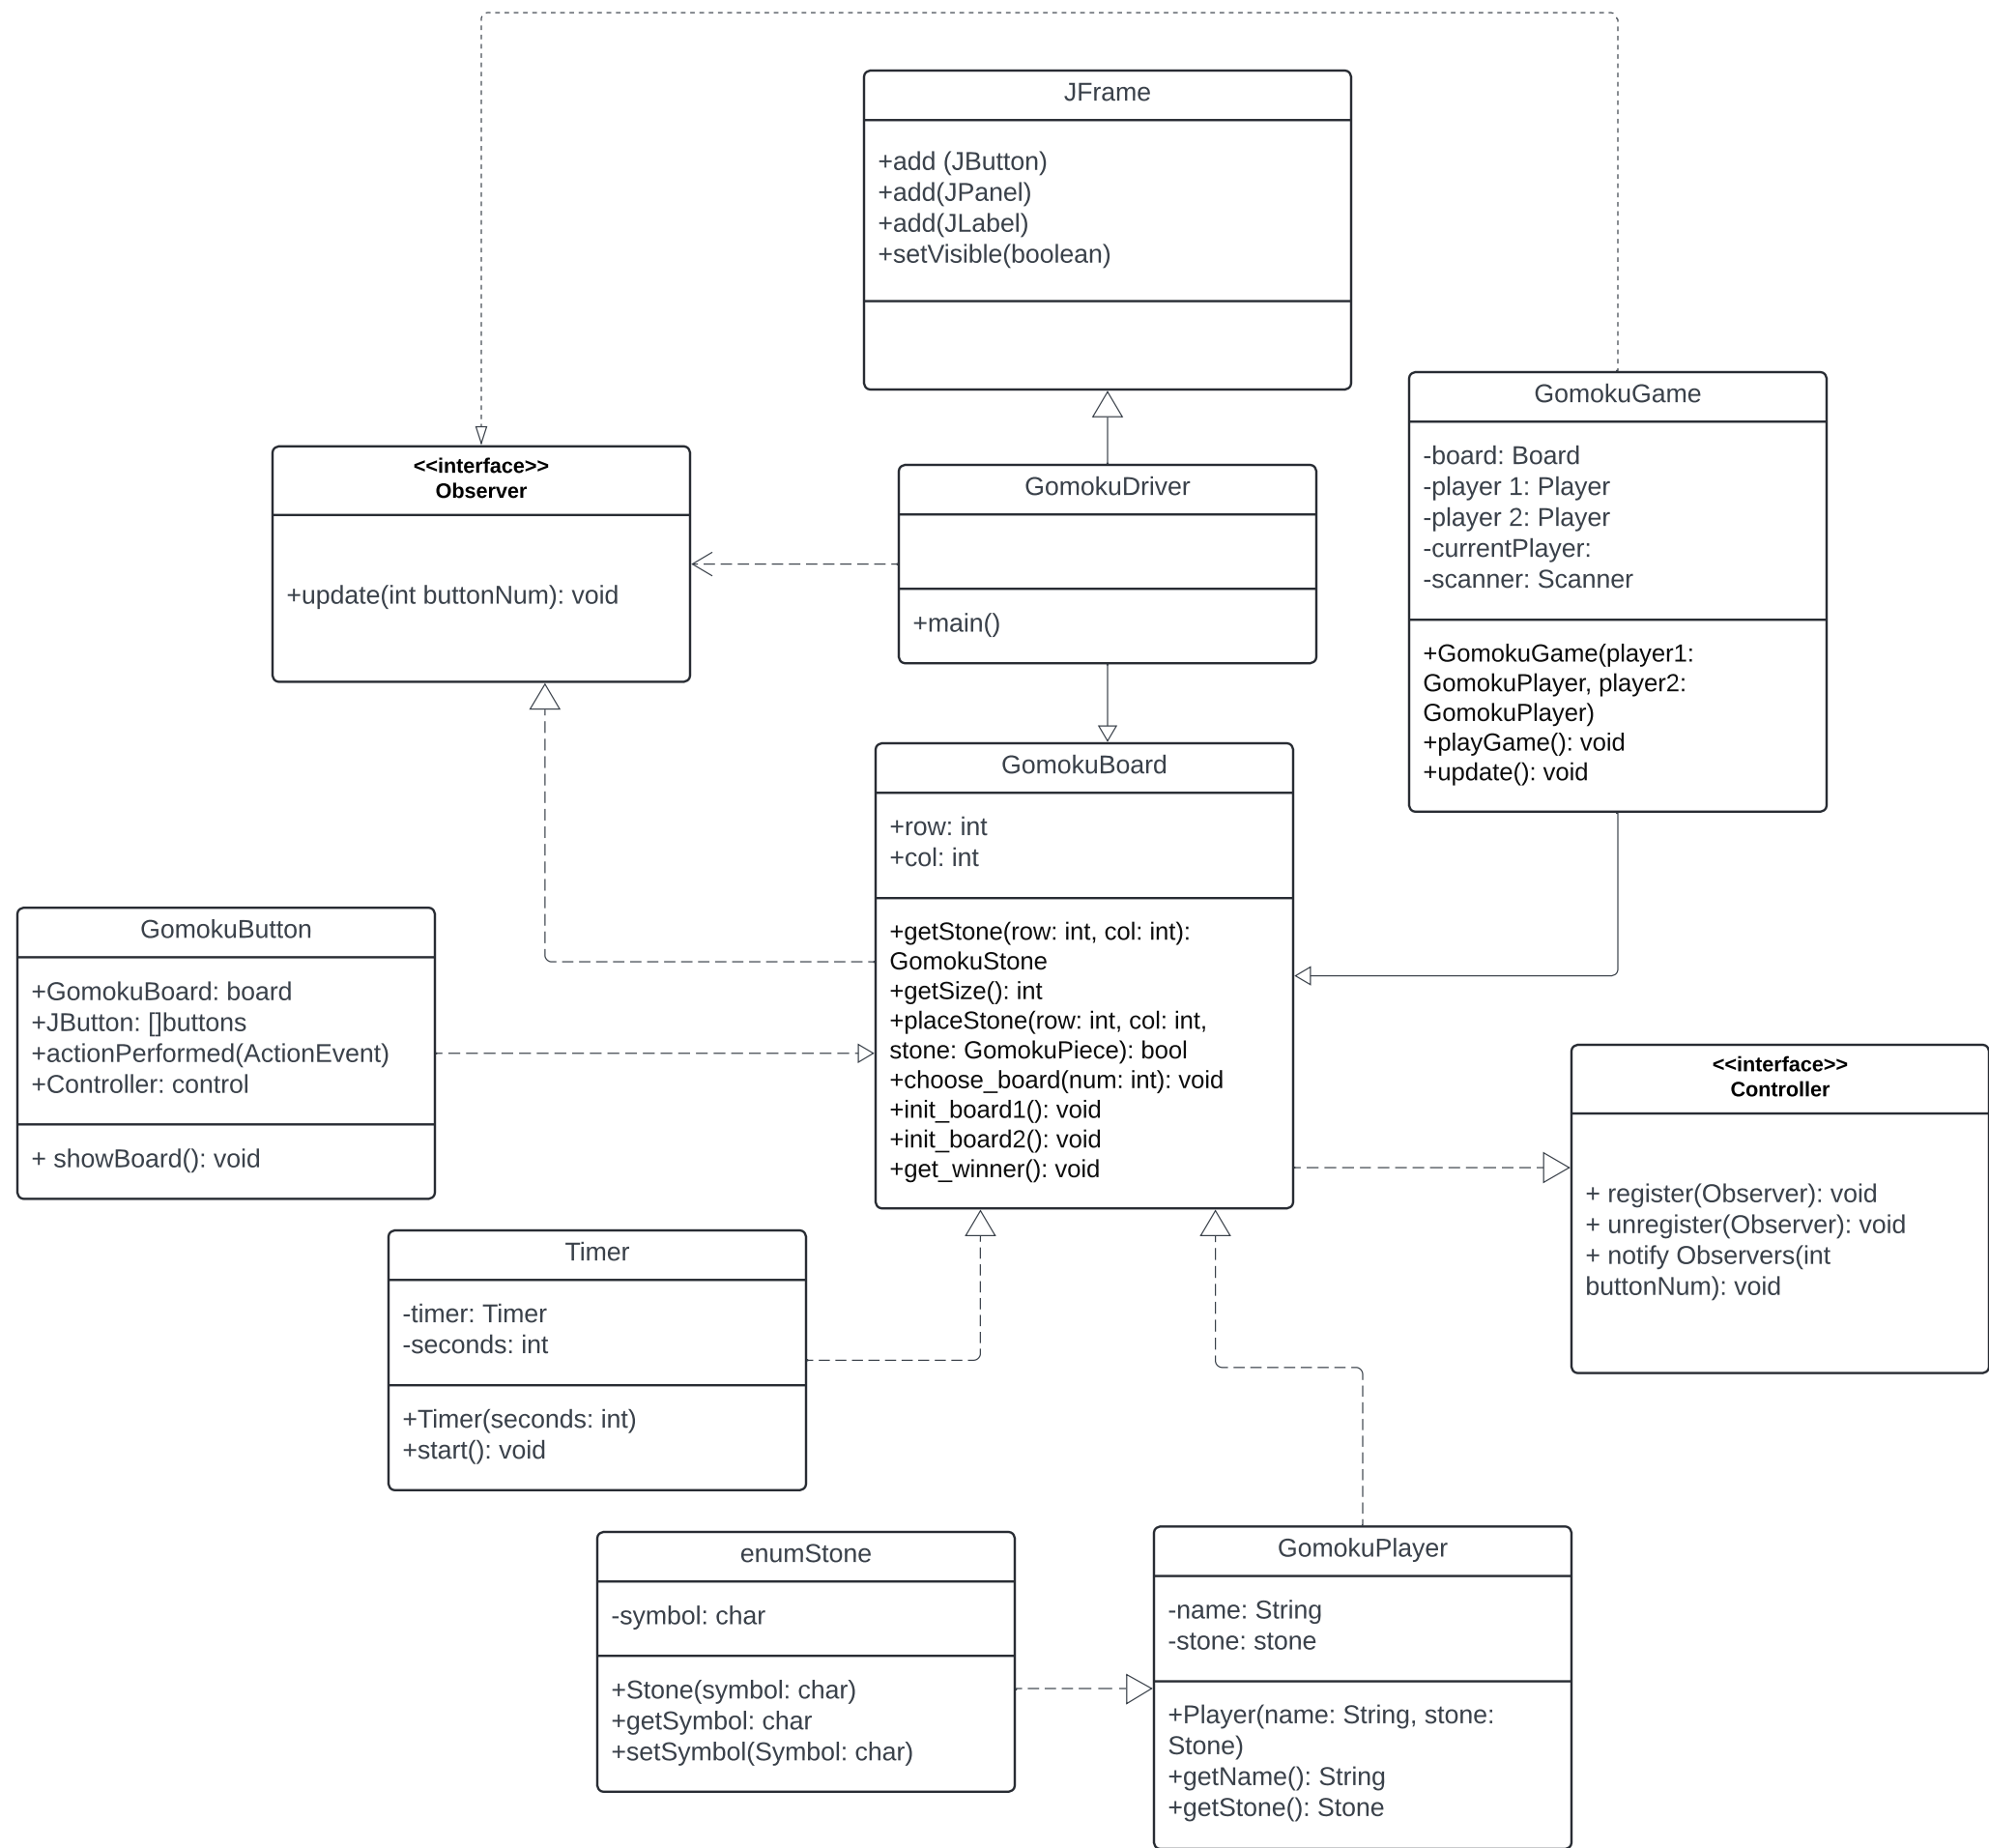 JFrame
+add (JButton)
+add(JPanel)
+add(JLabel)
+setVisible(boolean)
GomokuGame
-board: Board
-player 1: Player
-player 2: Player
-currentPlayer:
-scanner: Scanner
+GomokuGame(player1:
GomokuPlayer, player2:
GomokuPlayer)
+playGame(): void
+update(): void
<<interface>>
Observer
+update(int buttonNum): void
GomokuDriver
+main()
GomokuBoard
+row: int
+col: int
+getStone(row: int, col: int):
GomokuStone
+getSize(): int
+placeStone(row: int, col: int,
stone: GomokuPiece): bool
+choose_board(num: int): void
+init_board1(): void
+init_board2(): void
+get_winner(): void
GomokuButton
+GomokuBoard: board
+JButton: []buttons
+actionPerformed(ActionEvent)
+Controller: control
+ showBoard(): void
<<interface>>
Controller
+ register(Observer): void
+ unregister(Observer): void
+ notify Observers(int
buttonNum): void
Timer
-timer: Timer
-seconds: int
+Timer(seconds: int)
+start(): void
enumStone
-symbol: char
+Stone(symbol: char)
+getSymbol: char
+setSymbol(Symbol: char)
GomokuPlayer
-name: String
-stone: stone
+Player(name: String, stone:
Stone)
+getName(): String
+getStone(): Stone